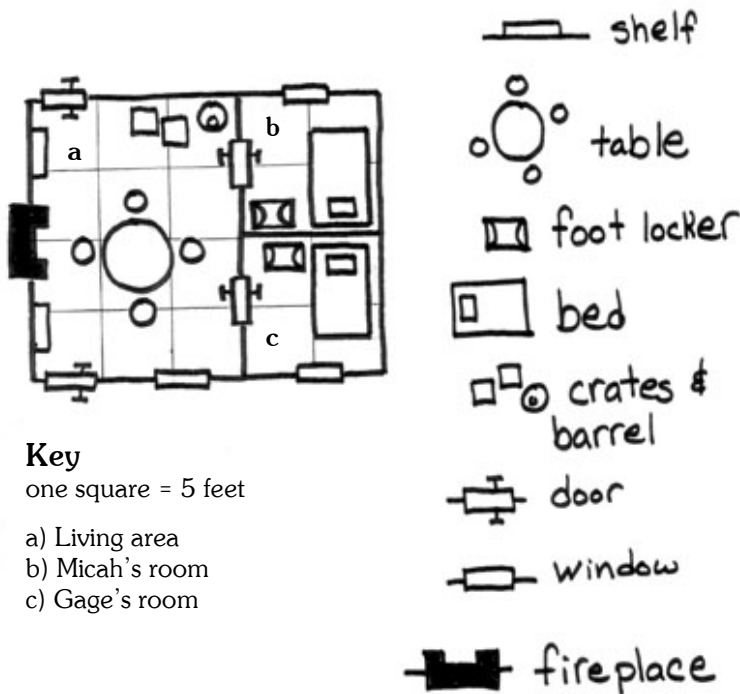 shelf
a
b
table
foot locker
bed
c
crates &
barrel
Key
one square = 5 feet
door
a) Living area
b) Micah's room
c) Gage's room
window
fireplace